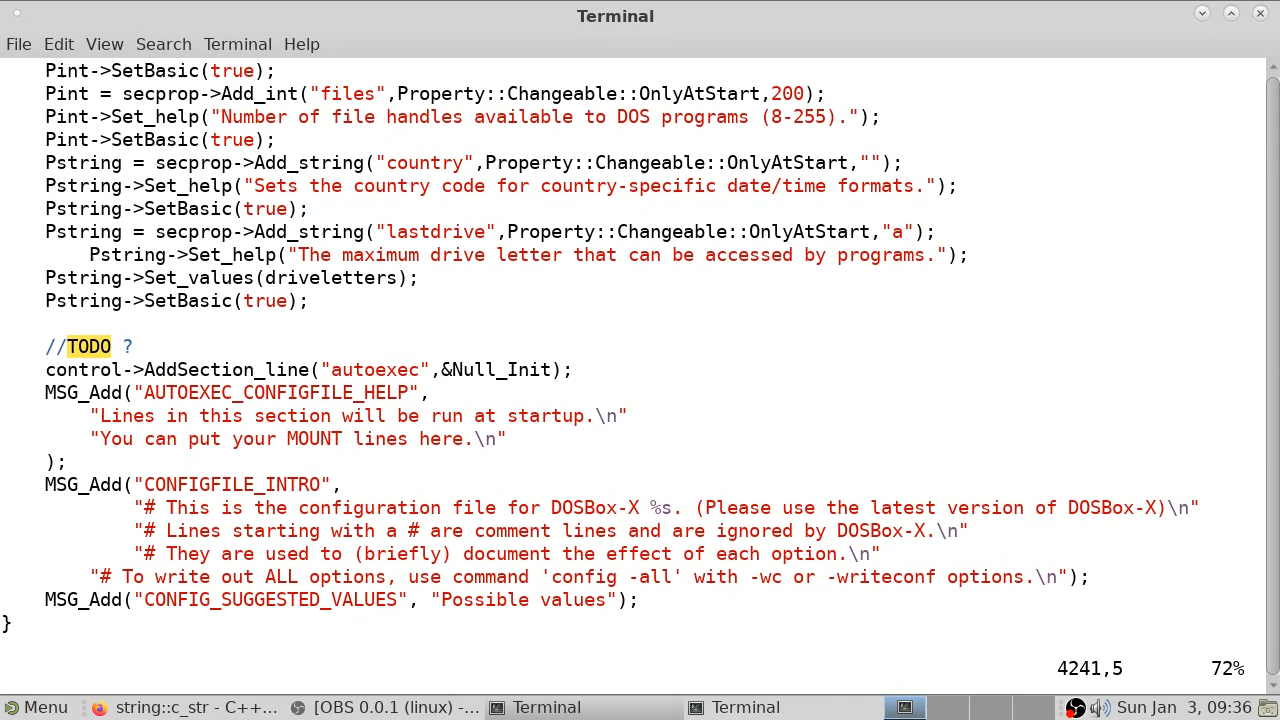 Terminal
File Edit View Search Terminal Help
    Pint->SetBasic(true);
    Pint = secprop->Add_int("files",Property::Changeable::OnlyAtStart,200);
    Pint->Set_help("Number of file handles available to DOS programs (8-255).");
    Pint->SetBasic(true);
    Pstring = secprop->Add_string("country",Property::Changeable::OnlyAtStart,"");
    Pstring->Set_help("Sets the country code for country-specific date/time formats.");
    Pstring->SetBasic(true);
    Pstring = secprop->Add_string("lastdrive",Property::Changeable::OnlyAtStart,"a");
        Pstring->Set_help("The maximum drive letter that can be accessed by programs.");
    Pstring->Set_values(driveletters);
    Pstring->SetBasic(true);
    //TODO ?
    control->AddSection_line("autoexec",&Null_Init);
    MSG_Add("AUTOEXEC_CONFIGFILE_HELP",
        "Lines in this section will be run at startup.\n"
        "You can put your MOUNT lines here.\n"
    );
    MSG_Add("CONFIGFILE_INTRO",
            "# This is the configuration file for DOSBox-X %s. (Please use the latest version of DOSBox-X)\n"
            "# Lines starting with a # are comment lines and are ignored by DOSBox-X.\n"
            "# They are used to (briefly) document the effect of each option.\n"
        "# To write out ALL options, use command 'config -all' with -wc or -writeconf options.\n");
    MSG_Add("CONFIG_SUGGESTED_VALUES", "Possible values");
}
4241,5 72%
Menu string::c_str - C++... [OBS 0.0.1 (linux) -... Terminal Terminal Sun Jan 3, 09:36